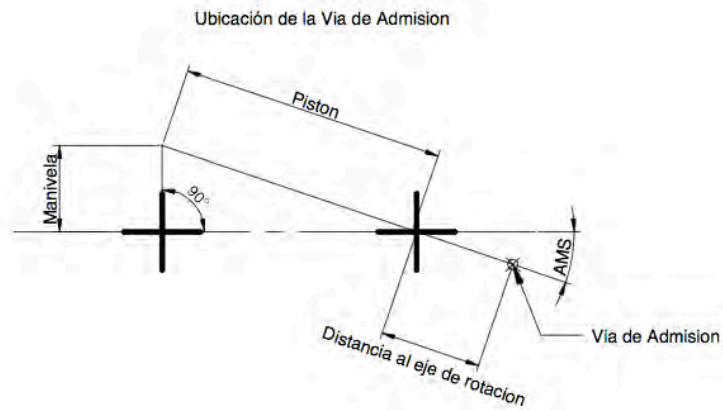 Ubicación de la Via de Admision
Piston
Manivela
90°
AMS
Via de Admision
Distancia al eje de rotacion